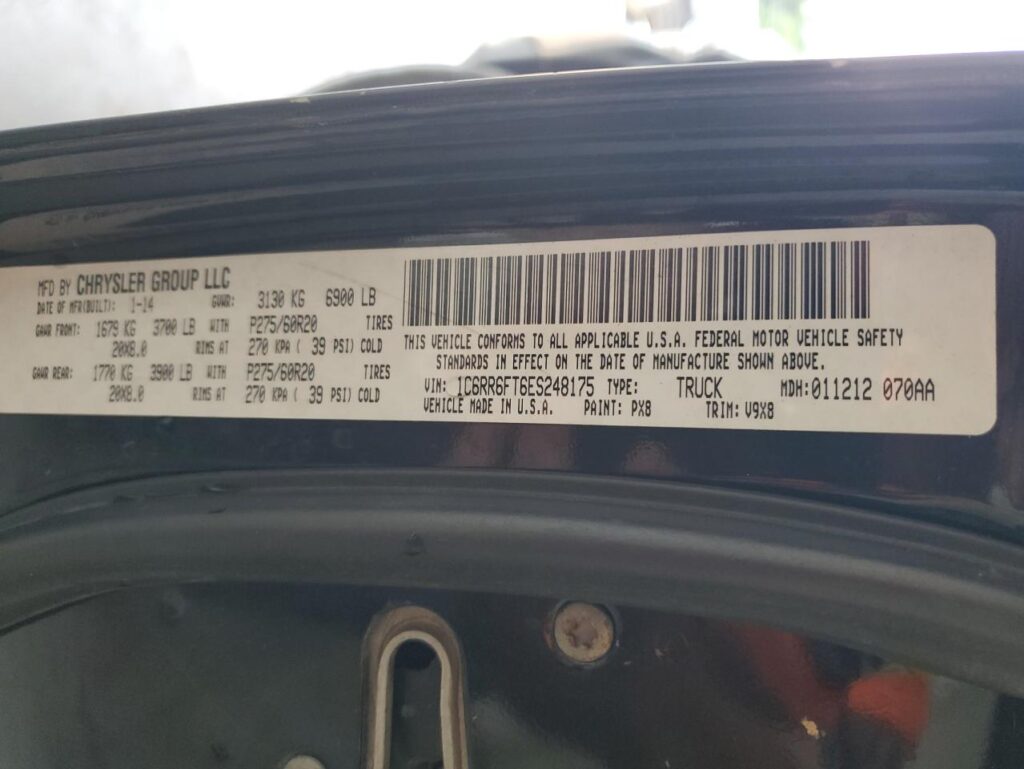 MFD BY CHRYSLER GROUP LLC
DATE OF MFR(BUILT): 1-14 GVWR: 3130 KG 6900 LB
GAWR FRONT: 1679 KG 3700 LB WITH P275/60R20 TIRES
20X8.0 RIMS AT 270 KPA ( 39 PSI) COLD
GAWR REAR: 1770 KG 3900 LB WITH P275/60R20 TIRES
20X8.0 RIMS AT 270 KPA ( 39 PSI) COLD
THIS VEHICLE CONFORMS TO ALL APPLICABLE U.S.A. FEDERAL MOTOR VEHICLE SAFETY
STANDARDS IN EFFECT ON THE DATE OF MANUFACTURE SHOWN ABOVE.
VIN: 1C6RR6FT6ES248175 TYPE: TRUCK MDH:011212 070AA
VEHICLE MADE IN U.S.A. PAINT: PX8 TRIM: V9X8